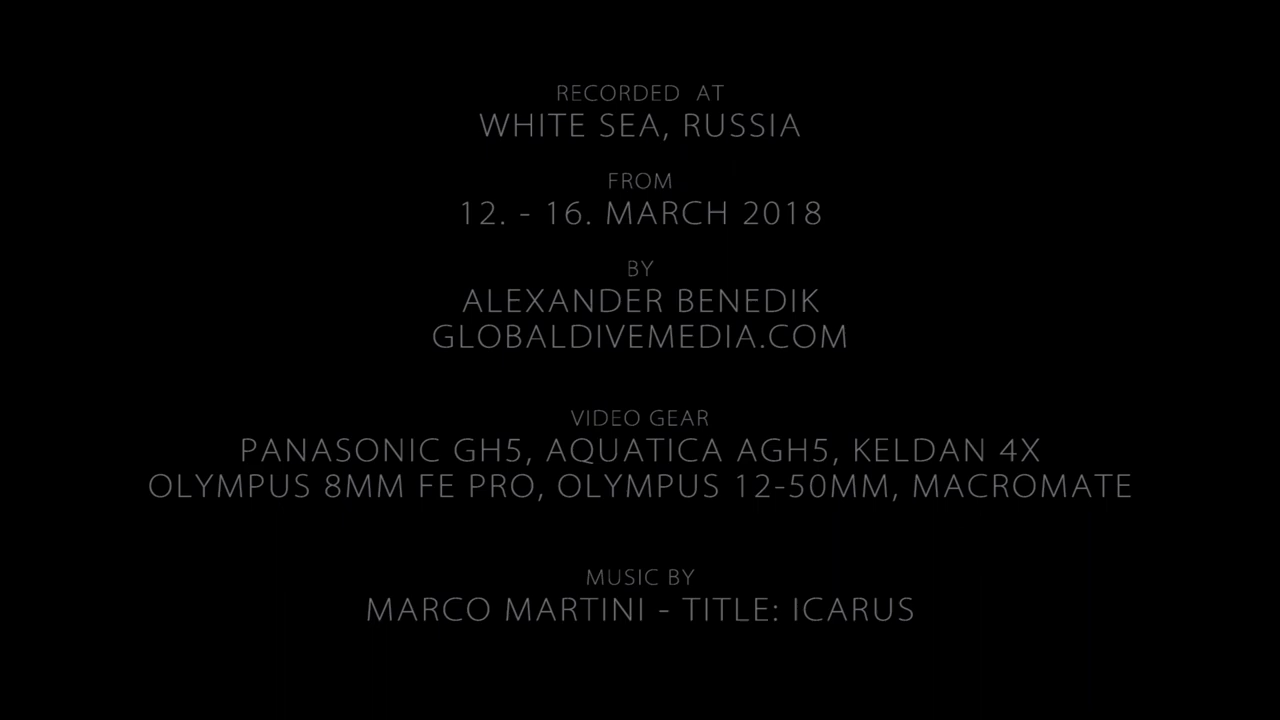 RECORDED AT
WHITE SEA, RUSSIA
FROM
12. - 16. MARCH 2018
BY
ALEXANDER BENEDIK
GLOBALDIVEMEDIA.COM
VIDEO GEAR
PANASONIC GH5, AQUATICA AGH5, KELDAN 4X
OLYMPUS 8MM FE PRO, OLYMPUS 12-50MM, MACROMATE
MUSIC BY
MARCO MARTINI - TITLE: ICARUS